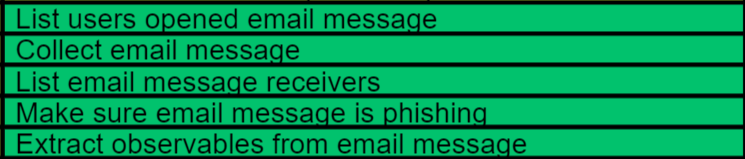 List users opened email message
Collect email message
List email message receivers
Make sure email message is phishing
Extract observables from email message